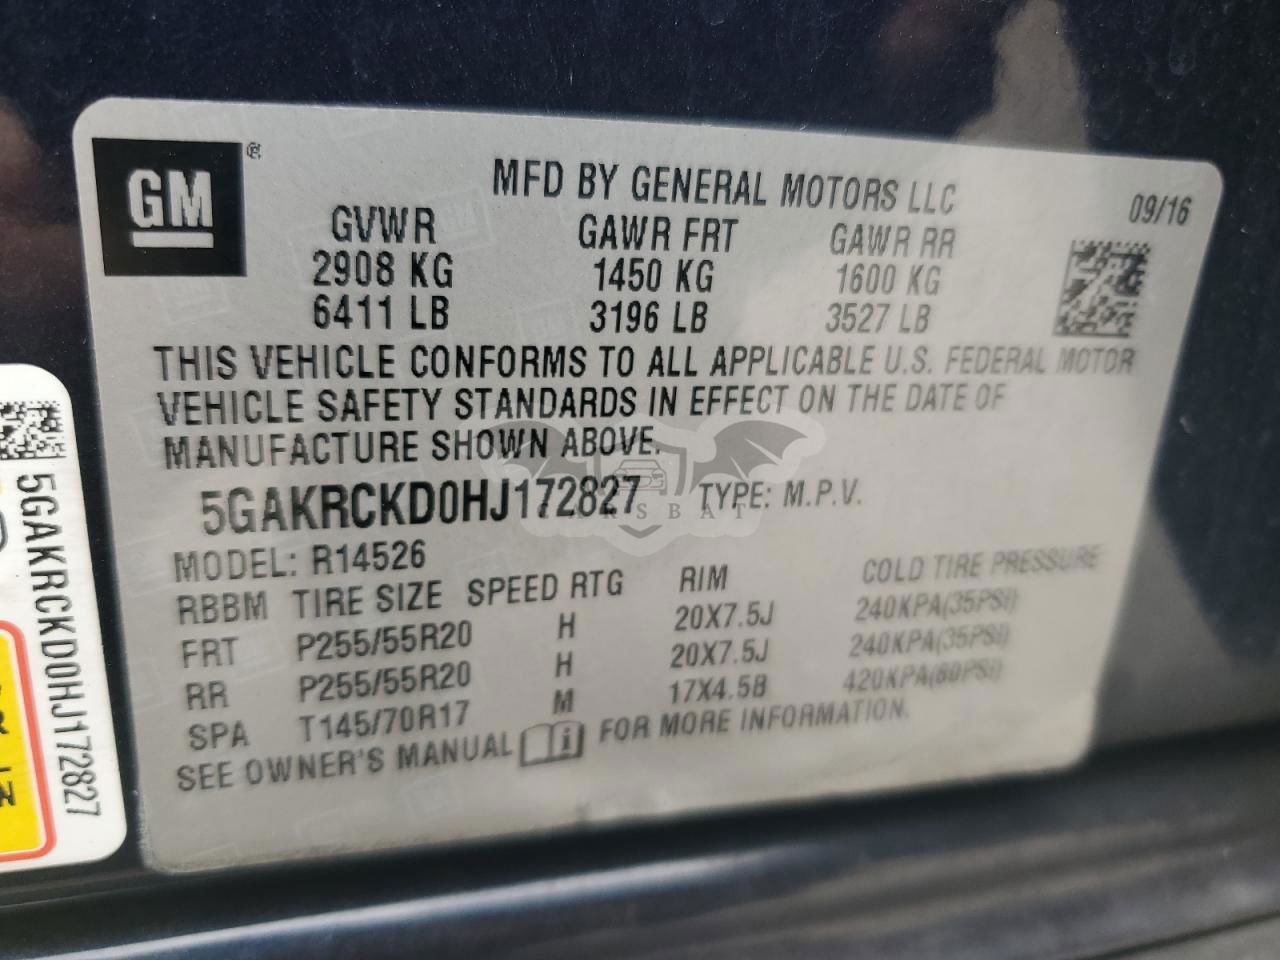 GM ®
MFD BY GENERAL MOTORS LLC
09/16
GVWR GAWR FRT GAWR RR
2908 KG 1450 KG 1600 KG
6411 LB 3196 LB 3527 LB
THIS VEHICLE CONFORMS TO ALL APPLICABLE U.S. FEDERAL MOTOR
VEHICLE SAFETY STANDARDS IN EFFECT ON THE DATE OF
MANUFACTURE SHOWN ABOVE.
5GAKRCKD0HJ172827 TYPE: M.P.V.
CARSBAT
MODEL: R14526
RBBM TIRE SIZE SPEED RTG RIM COLD TIRE PRESSURE
FRT P255/55R20 H 20X7.5J 240KPA(35PSI)
RR P255/55R20 H 20X7.5J 240KPA(35PSI)
SPA T145/70R17 M 17X4.5B 420KPA(60PSI)
SEE OWNER'S MANUAL i FOR MORE INFORMATION.
5GAKRCKD0HJ172827